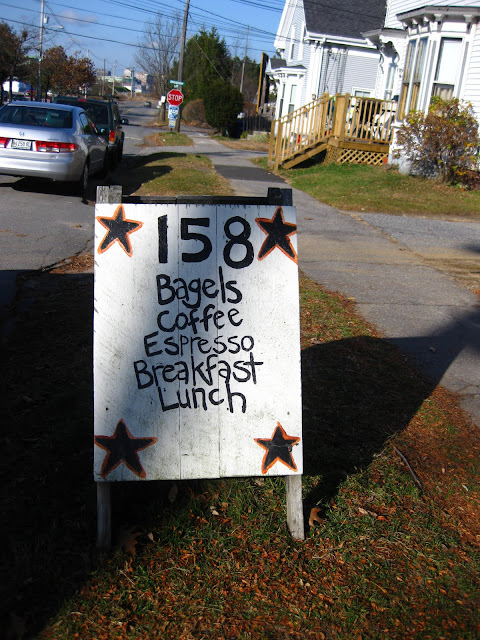 STOP
158
Bagels
Coffee
Espresso
Breakfast
Lunch